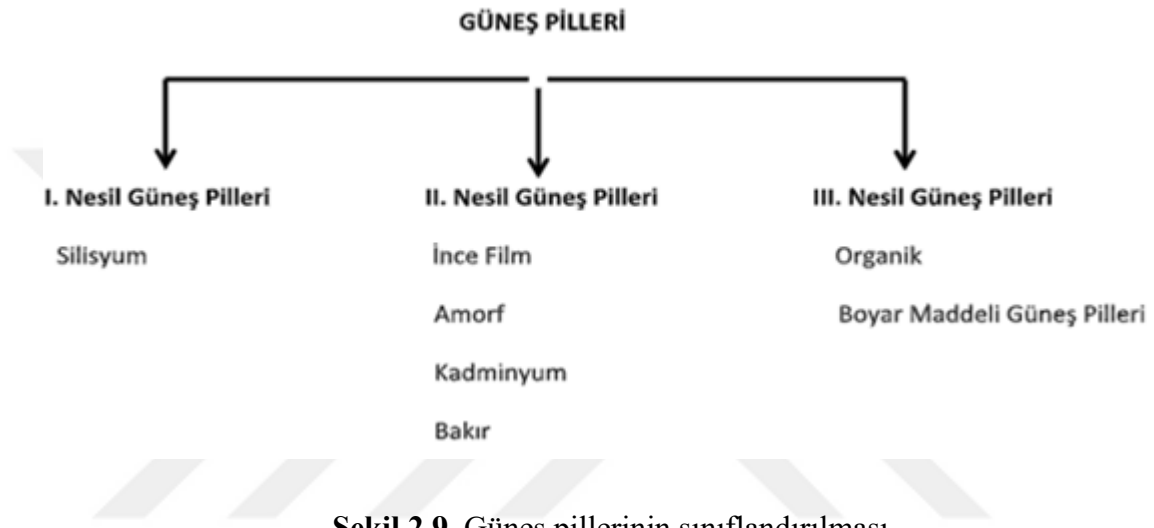 GÜNEŞ PİLLERİ
I. Nesil Güneş Pilleri
Silisyum
II. Nesil Güneş Pilleri
İnce Film
Amorf
Kadminyum
Bakır
III. Nesil Güneş Pilleri
Organik
Boyar Maddeli Güneş Pilleri
Şekil 2.9. Güneş pillerinin sınıflandırılması